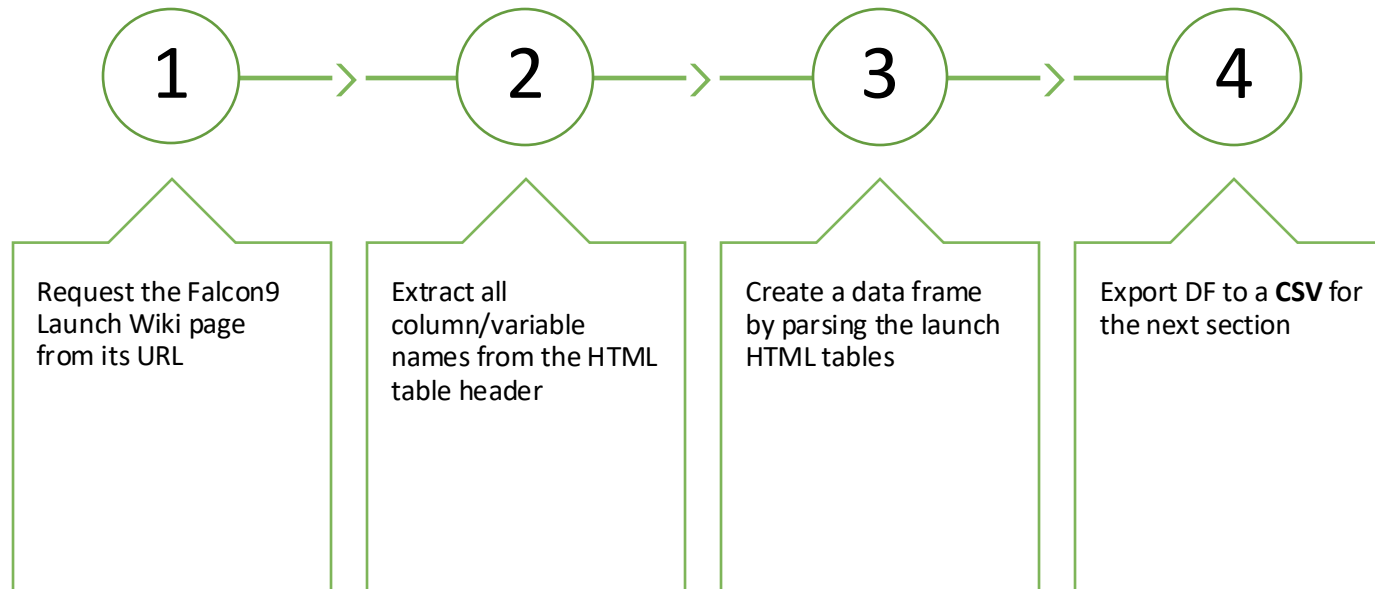 1
2
3
4
Request the Falcon9
Launch Wiki page
from its URL
Extract all
column/variable
names from the HTML
table header
Create a data frame
by parsing the launch
HTML tables
Export DF to a CSV for
the next section